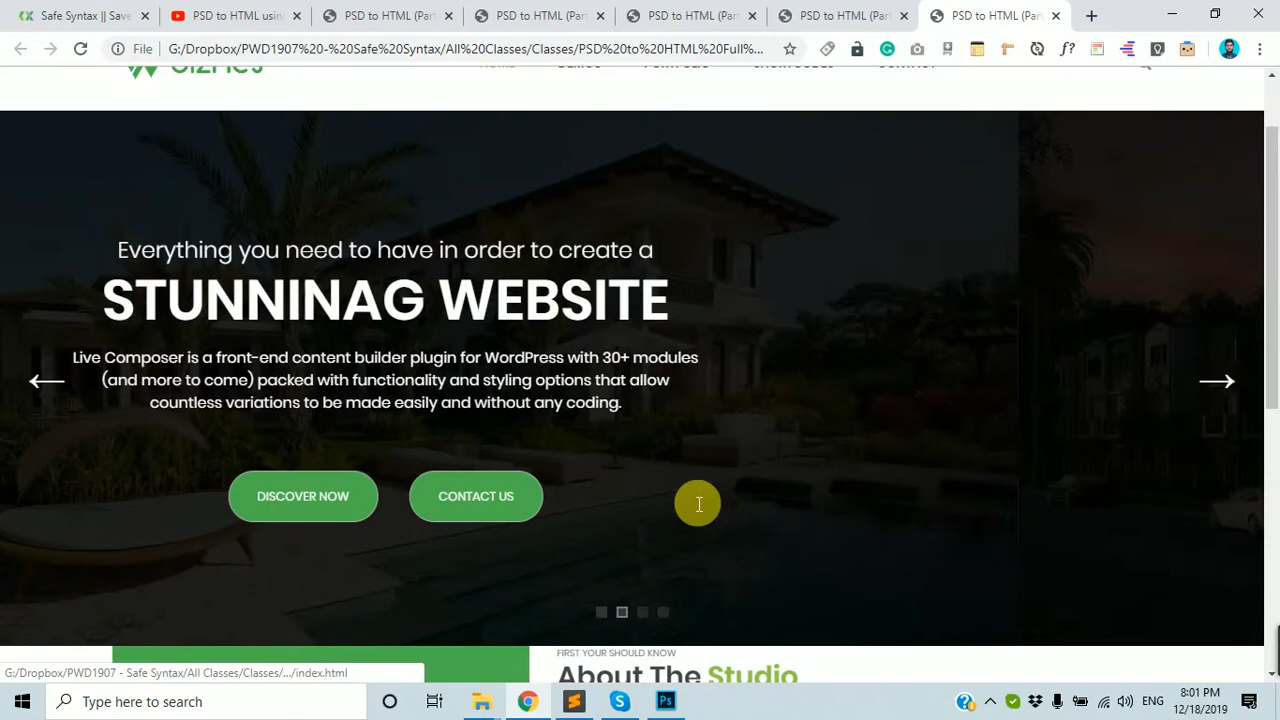 Safe Syntax || Save
PSD to HTML usin
PSD to HTML (Par
PSD to HTML (Par
PSD to HTML (Par
PSD to HTML (Par
PSD to HTML (Par
File
G:/Dropbox/PWD1907%20-%20Safe%20Syntax/All%20Classes/Classes/PSD%20to%20HTML%20Full%...
Everything you need to have in order to create a
STUNNINAG WEBSITE
Live Composer is a front-end content builder plugin for WordPress with 30+ modules
(and more to come) packed with functionality and styling options that allow
countless variations to be made easily and without any coding.
DISCOVER NOW
CONTACT US
FIRST YOUR SHOULD KNOW
About The Studio
G:/Dropbox/PWD1907 - Safe Syntax/All Classes/Classes/.../index.html
Type here to search
ENG
8:01 PM
12/18/2019